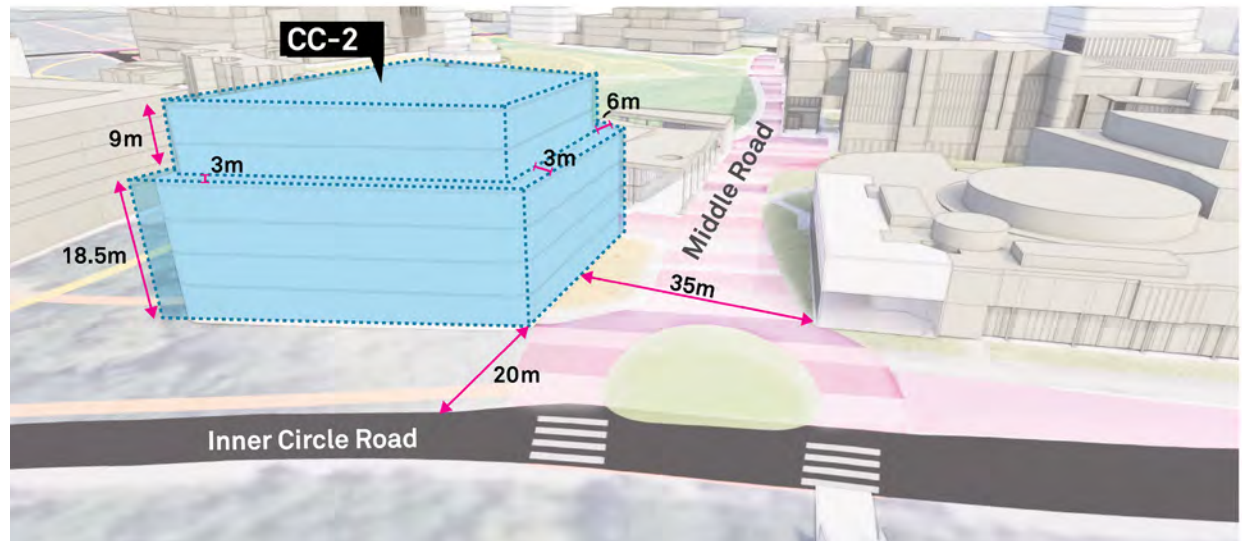 CC-2
6m
9m
3m
3m
Middle Road
18.5m
35m
20m
Inner Circle Road